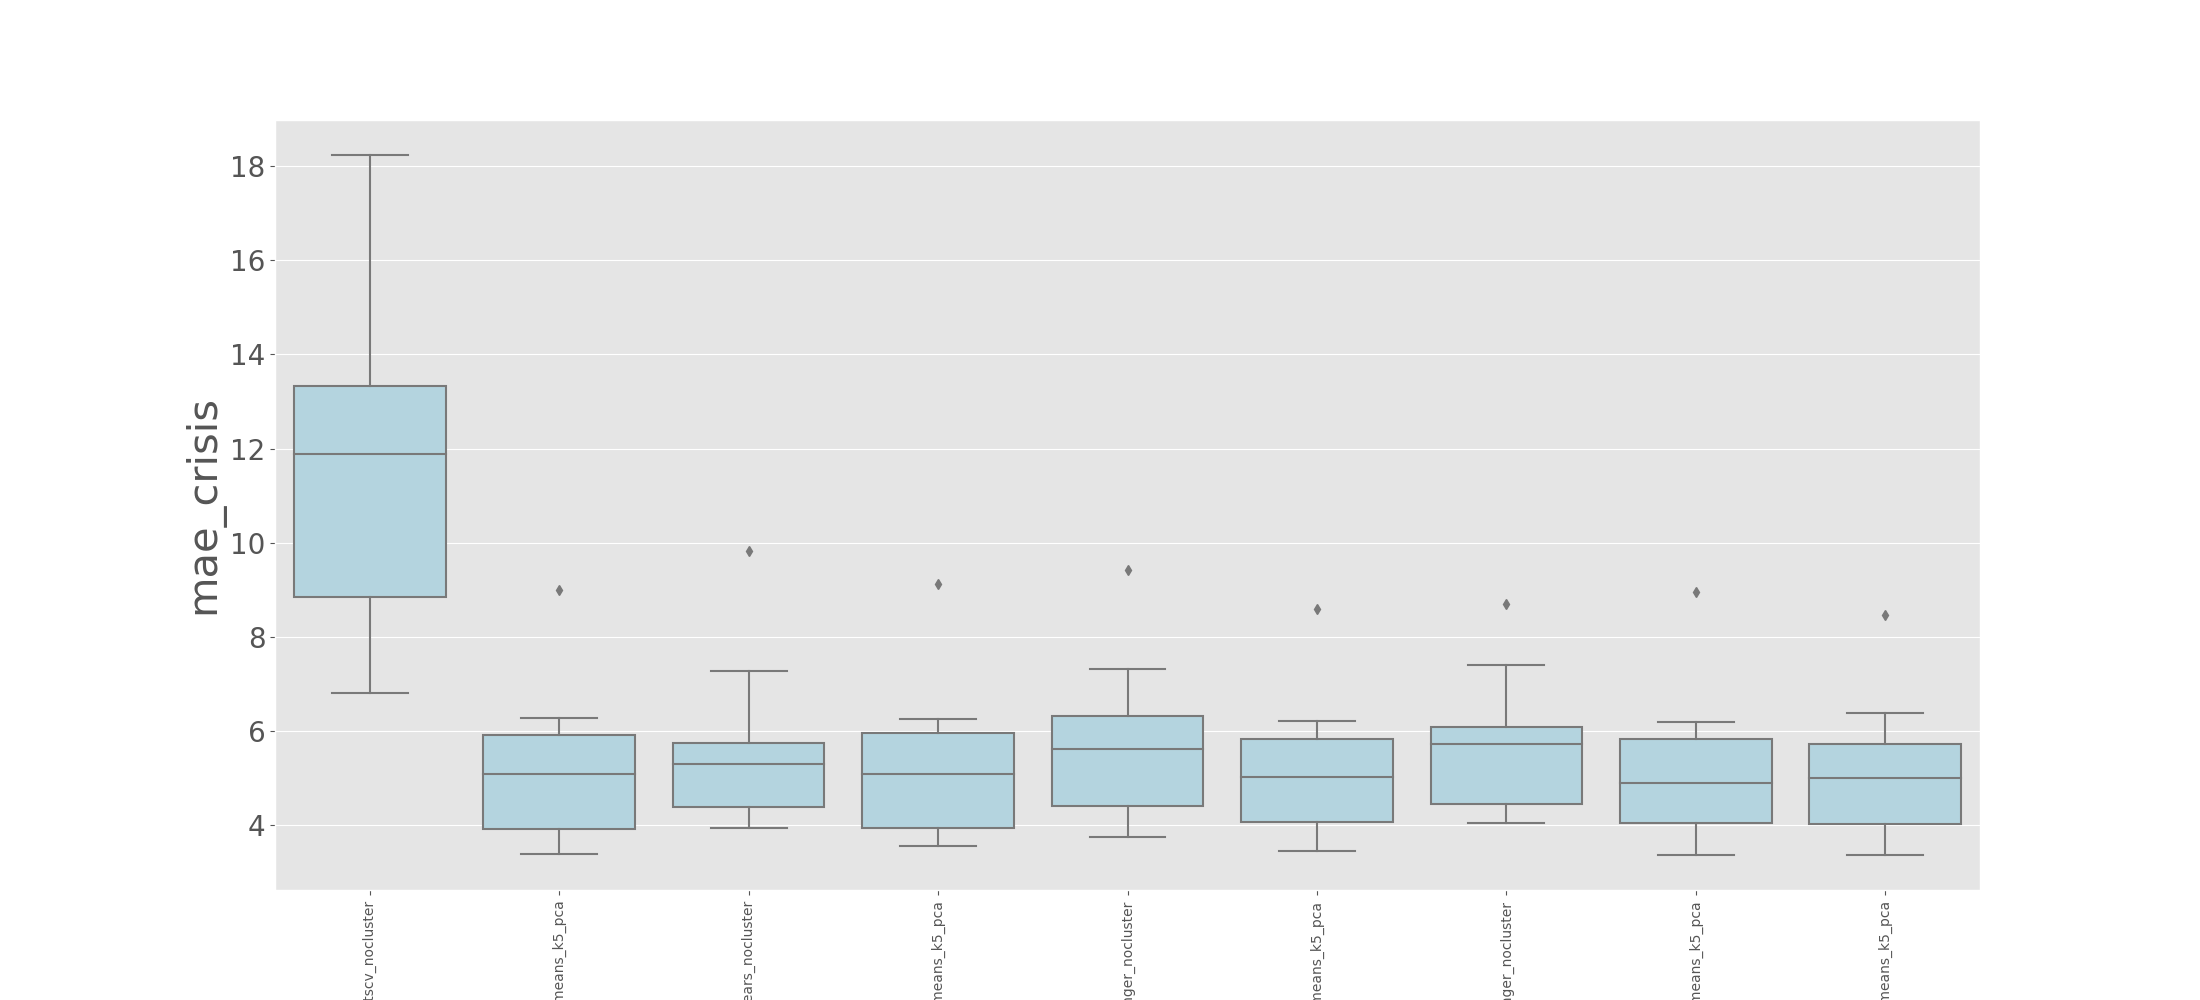 mae_crisis
18
16
14
12
10
8
6
4
tscv_nocluster
means_k5_pca
ears_nocluster
means_k5_pca
nger_nocluster
means_k5_pca
nger_nocluster
means_k5_pca
means_k5_pca